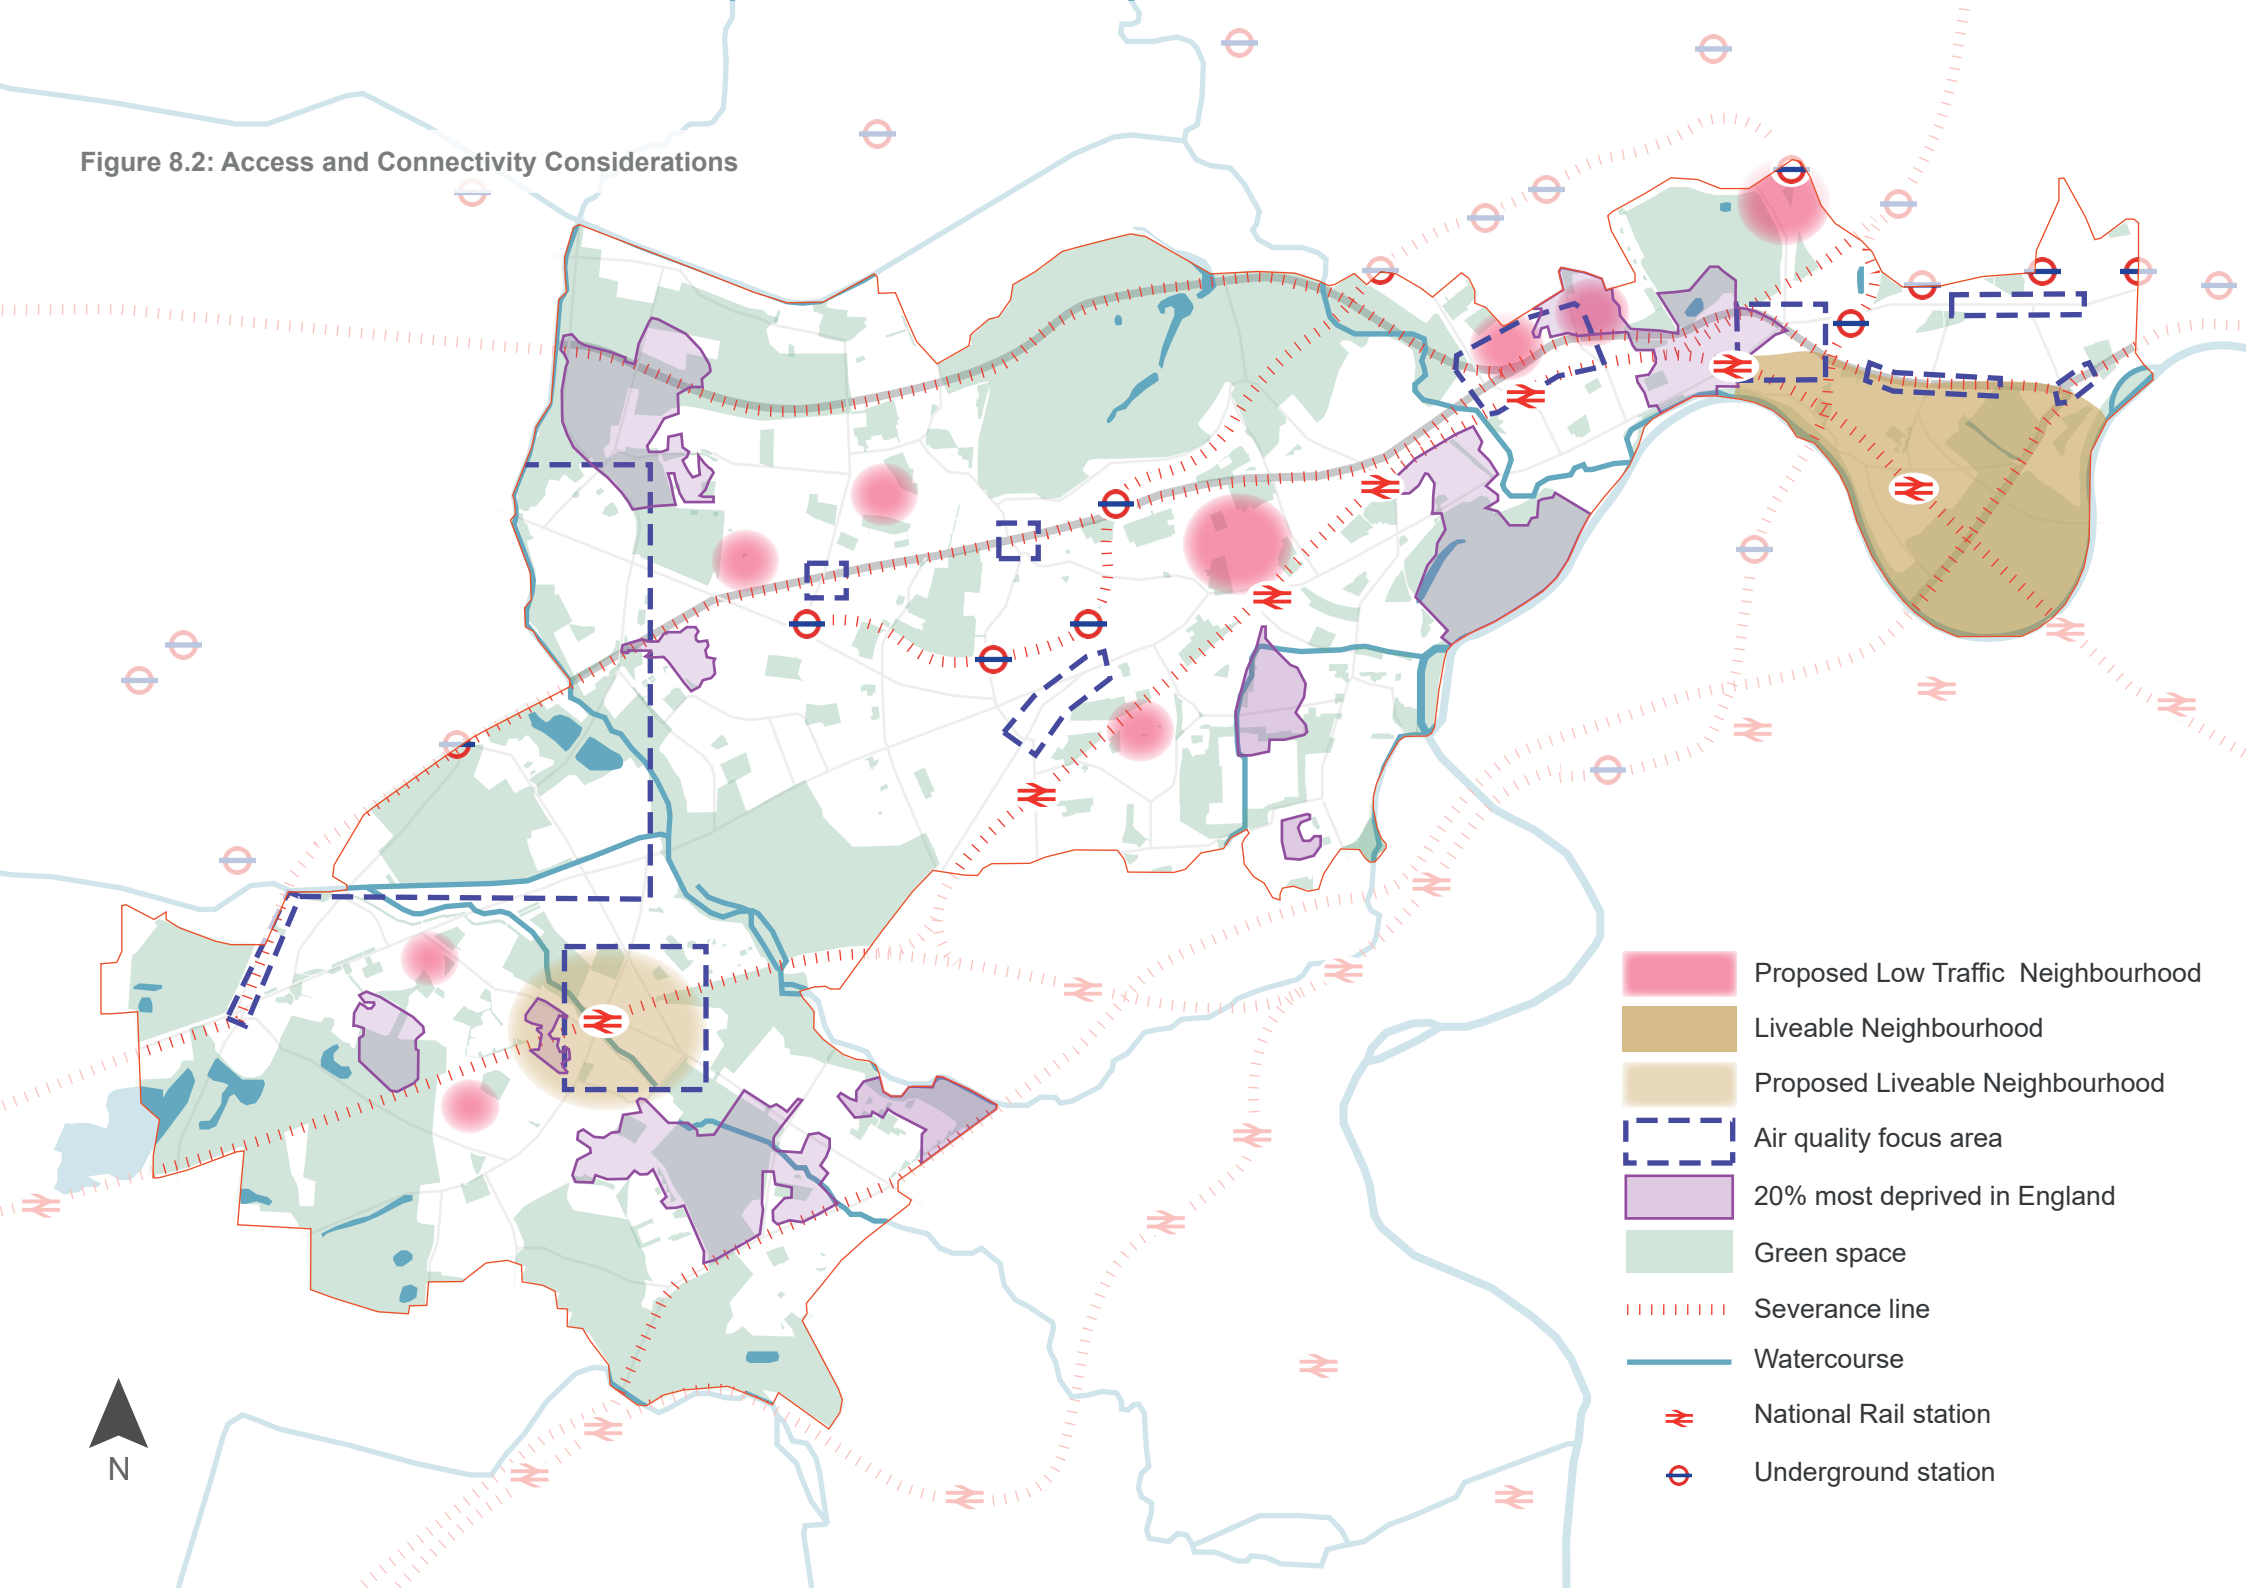 Figure 8.2: Access and Connectivity Considerations
Proposed Low Traffic  Neighbourhood
Liveable Neighbourhood
Proposed Liveable Neighbourhood
Air quality focus area
20% most deprived in England
Green space
Severance line
Watercourse
National Rail station
Underground station
N